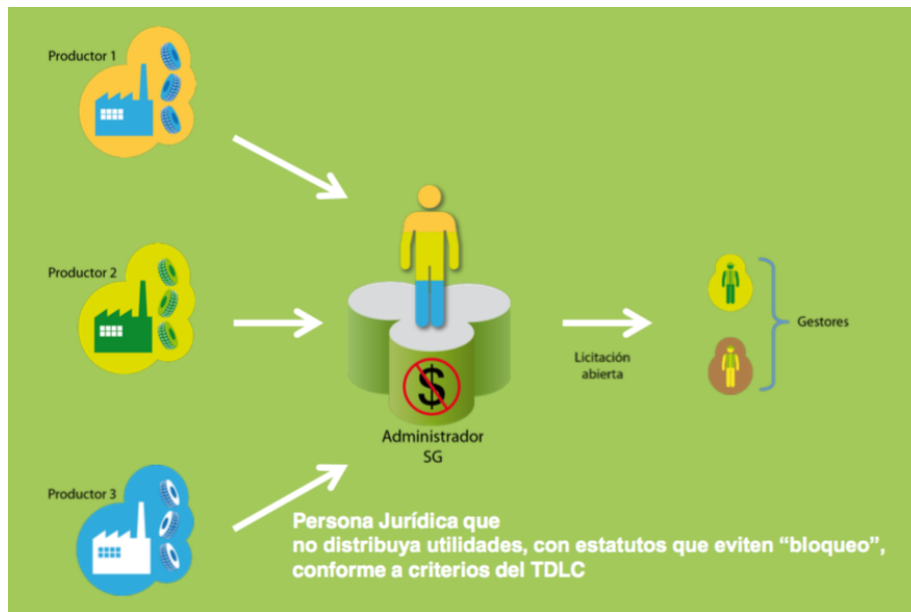 Productor 1
Productor 2
Productor 3
$
Administrador
SG
Licitación
abierta
Gestores
Persona Jurídica que
no distribuya utilidades, con estatutos que eviten “bloqueo”,
conforme a criterios del TDLC